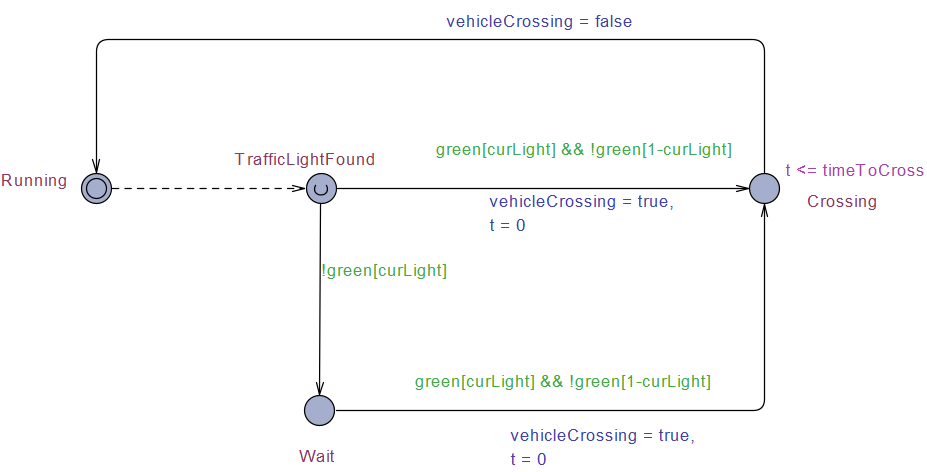 vehicleCrossing = false
TrafficLightFound
green[curLight] && !green[1-curLight]
Running
t <= timeToCross
Crossing
vehicleCrossing = true,
t = 0
!green[curLight]
green[curLight] && !green[1-curLight]
Wait
vehicleCrossing = true,
t = 0